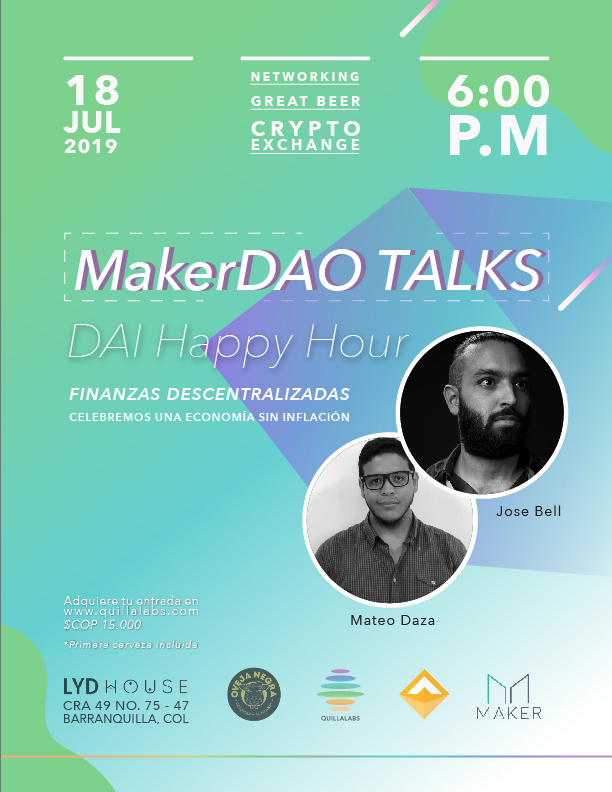 18
JUL
2019
NETWORKING
GREAT BEER
CRYPTO
EXCHANGE
6:00
P.M
MakerDAO TALKS
DAI Happy Hour
FINANZAS DESCENTRALIZADAS
CELEBREMOS UNA ECONOMÍA SIN INFLACIÓN
Jose Bell
Mateo Daza
Adquiere tu entrada en
www.quillalabs.com
$COP 15.000
*Primera cerveza incluida
LYD HOUSE
CRA 49 NO. 75 - 47
BARRANQUILLA, COL
OVEJA NEGRA
QUILLALABS
MAKER